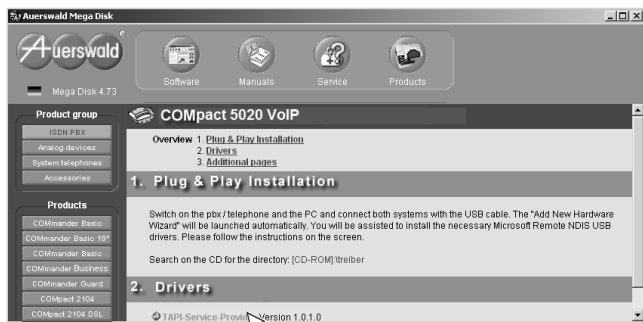 Auerswald Mega Disk
Auerswald
Software Manuals Service Products
Mega Disk 4.73
Product group
ISDN PBX
Analog devices
System telephones
Accessories
Products
COMmander Basic
COMmander Basic 19"
COMmander Basic
COMmander Business
COMmander Guard
COMpact 2104
COMpact 2104 DSL
COMpact 5020 VoIP
Overview 1. Plug & Play Installation
2. Drivers
3. Additional pages
1. Plug & Play Installation
Switch on the pbx / telephone and the PC and connect both systems with the USB cable. The "Add New Hardware
Wizard" will be launched automatically. You will be assisted to install the necessary Microsoft Remote NDIS USB
drivers. Please follow the instructions on the screen.
Search on the CD for the directory: [CD-ROM]:\treiber
2. Drivers
TAPI-Service-Provider Version 1.0.1.0